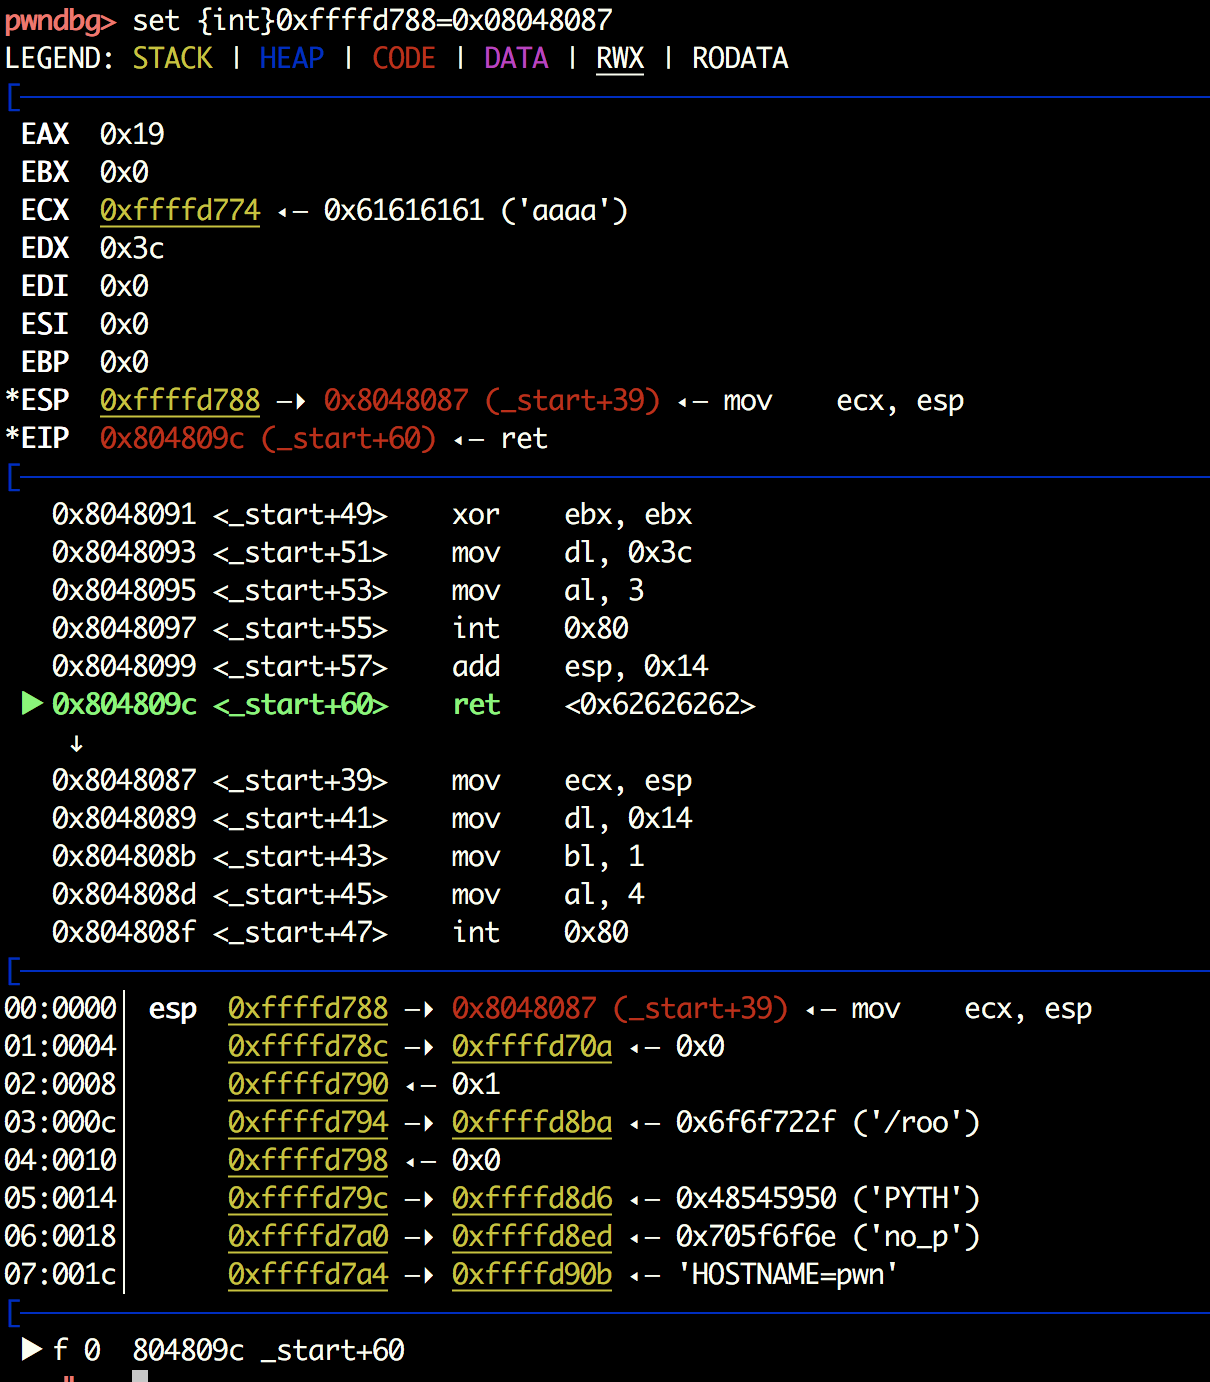 pwndbg> set {int}0xffffd788=0x08048087
LEGEND: STACK | HEAP | CODE | DATA | RWX | RODATA
EAX  0x19
EBX  0x0
ECX  0xffffd774 ◂— 0x61616161 ('aaaa')
EDX  0x3c
EDI  0x0
ESI  0x0
EBP  0x0
*ESP  0xffffd788 —▸ 0x8048087 (_start+39) ◂— mov    ecx, esp
*EIP  0x804809c (_start+60) ◂— ret
0x8048091 <_start+49>    xor    ebx, ebx
0x8048093 <_start+51>    mov    dl, 0x3c
0x8048095 <_start+53>    mov    al, 3
0x8048097 <_start+55>    int    0x80
0x8048099 <_start+57>    add    esp, 0x14
► 0x804809c <_start+60>    ret    <0x62626262>
↓
0x8048087 <_start+39>    mov    ecx, esp
0x8048089 <_start+41>    mov    dl, 0x14
0x804808b <_start+43>    mov    bl, 1
0x804808d <_start+45>    mov    al, 4
0x804808f <_start+47>    int    0x80
00:0000│  esp  0xffffd788 —▸ 0x8048087 (_start+39) ◂— mov    ecx, esp
01:0004│       0xffffd78c —▸ 0xffffd70a ◂— 0x0
02:0008│       0xffffd790 ◂— 0x1
03:000c│       0xffffd794 —▸ 0xffffd8ba ◂— 0x6f6f722f ('/roo')
04:0010│       0xffffd798 ◂— 0x0
05:0014│       0xffffd79c —▸ 0xffffd8d6 ◂— 0x48545950 ('PYTH')
06:0018│       0xffffd7a0 —▸ 0xffffd8ed ◂— 0x705f6f6e ('no_p')
07:001c│       0xffffd7a4 —▸ 0xffffd90b ◂— 'HOSTNAME=pwn'
► f 0  804809c _start+60